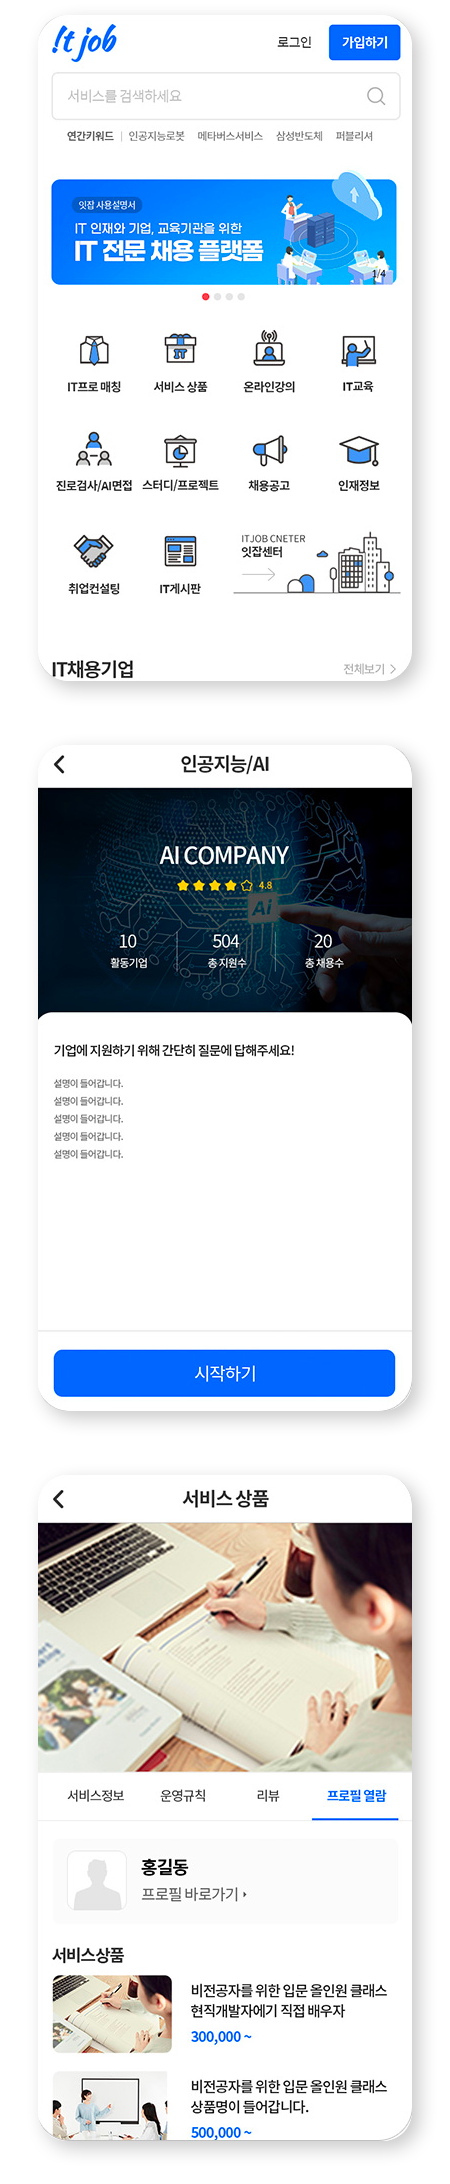 !t job
로그인
가입하기
서비스를 검색하세요
연간키워드 | 인공지능로봇 메타버스서비스 삼성반도체 퍼블리셔
잇잡 사용설명서
IT 인재와 기업, 교육기관을 위한
IT 전문 채용 플랫폼
1/4
IT프로 매칭
서비스 상품
온라인강의
IT교육
진로검사/AI면접
스터디/프로젝트
채용공고
인재정보
취업컨설팅
IT게시판
ITJOB CNETER
잇잡센터
IT채용기업
전체보기 >
인공지능/AI
AI COMPANY
4.8
Ai
10
활동기업
504
총 지원수
20
총 채용수
기업에 지원하기 위해 간단히 질문에 답해주세요!
설명이 들어갑니다.
설명이 들어갑니다.
설명이 들어갑니다.
설명이 들어갑니다.
설명이 들어갑니다.
시작하기
서비스 상품
서비스정보
운영규칙
리뷰
프로필 열람
홍길동
프로필 바로가기
서비스상품
비전공자를 위한 입문 올인원 클래스
현직개발자에기 직접 배우자
300,000 ~
비전공자를 위한 입문 올인원 클래스
상품명이 들어갑니다.
500,000 ~